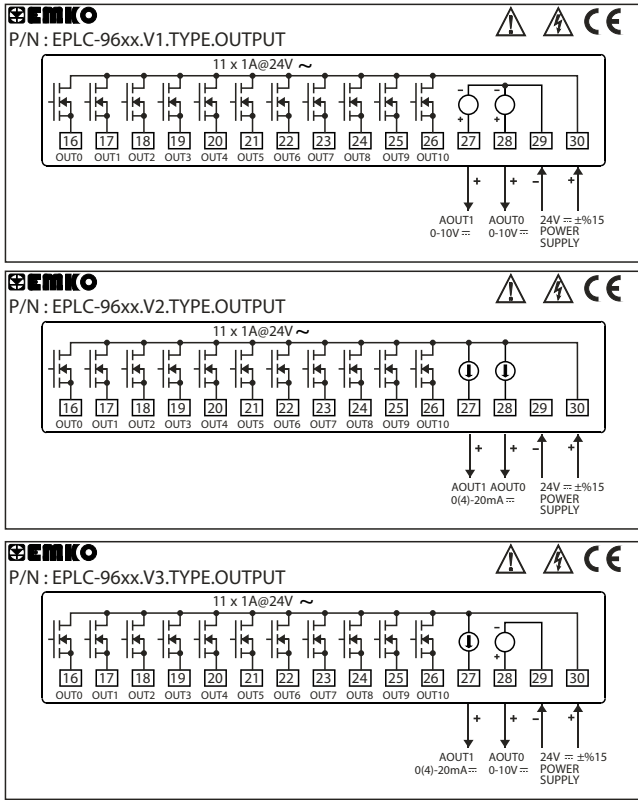 EMKO
P/N : EPLC-96xx.V1.TYPE.OUTPUT
CE
11 x 1A@24V ~
- -
+ +
16 17 18 19 20 21 22 23 24 25 26 27 28 29 30
OUT0 OUT1 OUT2 OUT3 OUT4 OUT5 OUT6 OUT7 OUT8 OUT9 OUT10
+ + - +
AOUT1 AOUT0 24V ⎓ ±%15
0-10V ⎓ 0-10V ⎓ POWER
SUPPLY
EMKO
P/N : EPLC-96xx.V2.TYPE.OUTPUT
CE
11 x 1A@24V ~
16 17 18 19 20 21 22 23 24 25 26 27 28 29 30
OUT0 OUT1 OUT2 OUT3 OUT4 OUT5 OUT6 OUT7 OUT8 OUT9 OUT10
+ + - +
AOUT1 AOUT0 24V ⎓ ±%15
0(4)-20mA ⎓ POWER
SUPPLY
EMKO
P/N : EPLC-96xx.V3.TYPE.OUTPUT
CE
11 x 1A@24V ~
-
+
16 17 18 19 20 21 22 23 24 25 26 27 28 29 30
OUT0 OUT1 OUT2 OUT3 OUT4 OUT5 OUT6 OUT7 OUT8 OUT9 OUT10
+ + - +
AOUT1 AOUT0 24V ⎓ ±%15
0(4)-20mA ⎓ 0-10V ⎓ POWER
SUPPLY